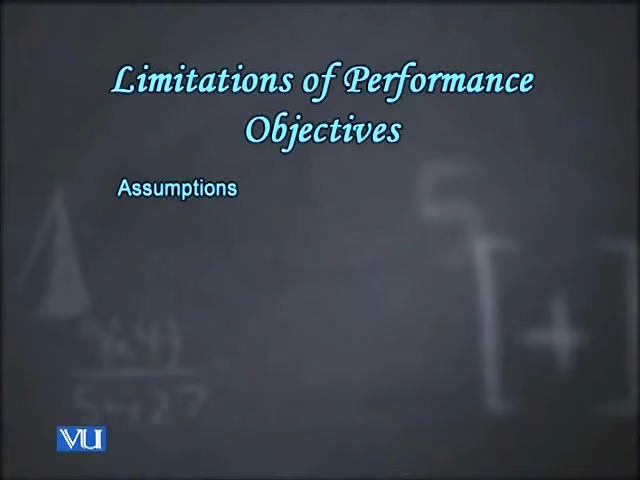 Limitations of Performance
Objectives
Assumptions
VU